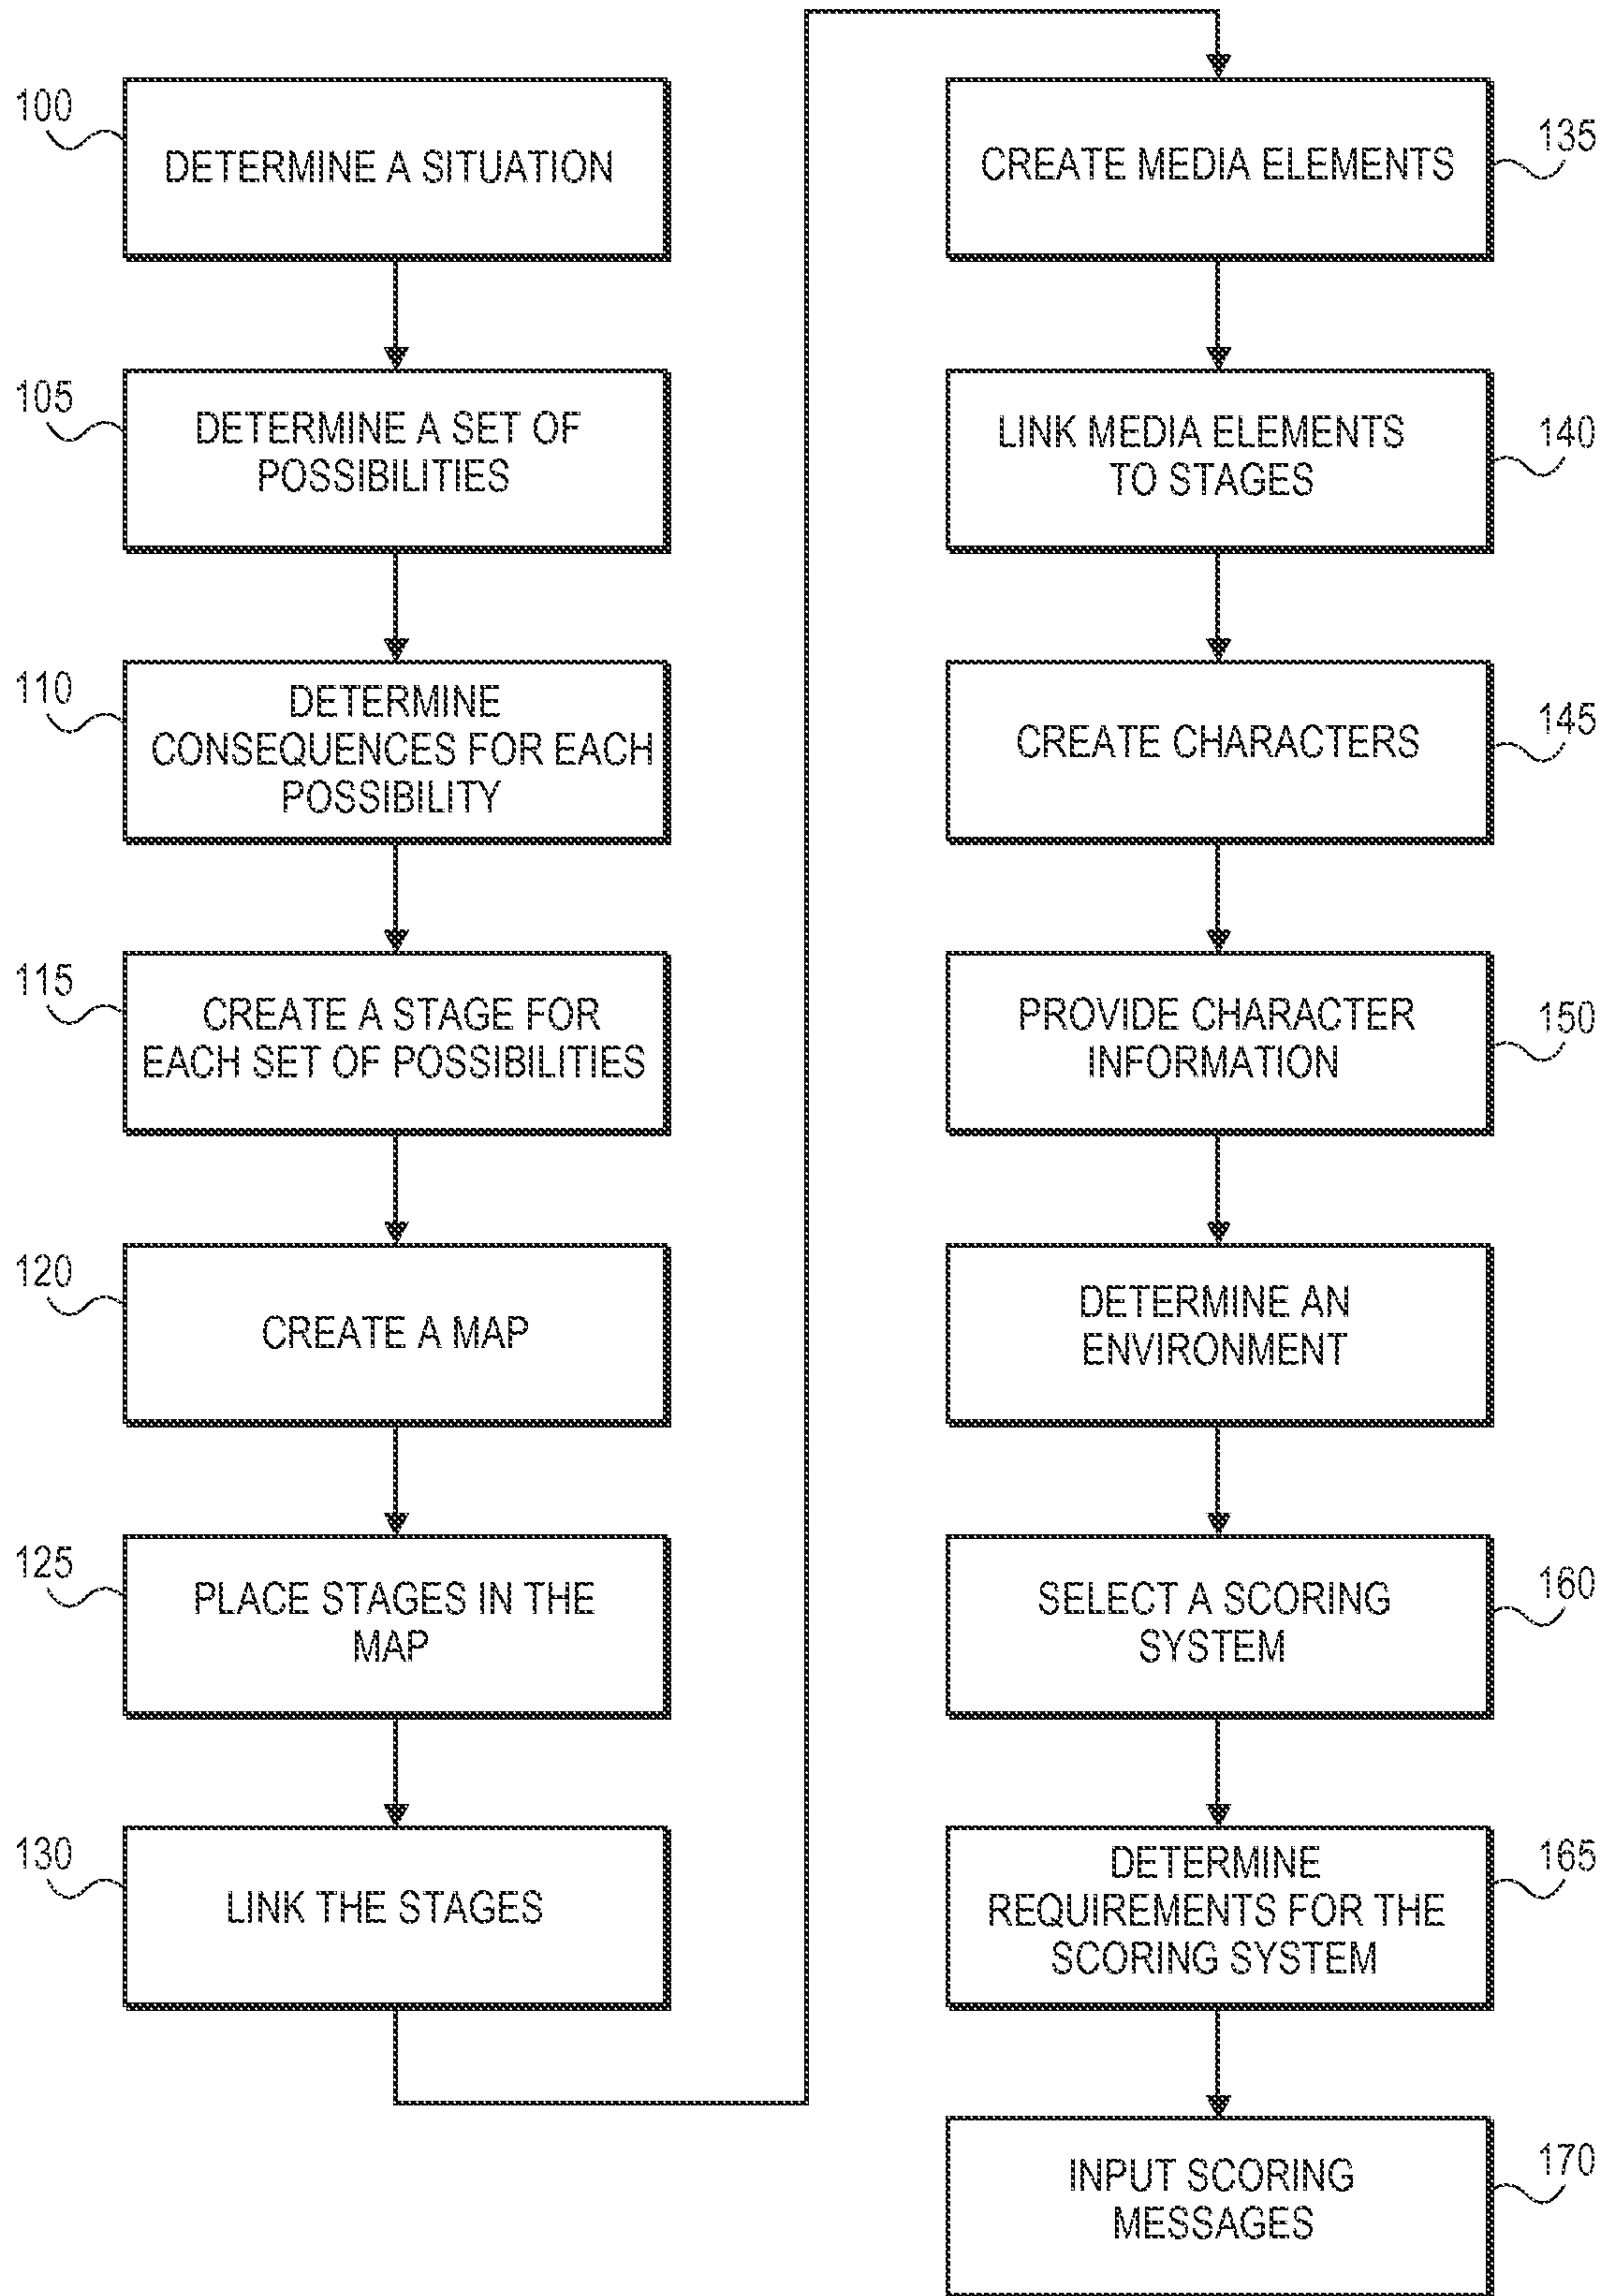 100
DETERMINE A SITUATION
105
DETERMINE A SET OF
POSSIBILITIES
110
DETERMINE
CONSEQUENCES FOR EACH
POSSIBILITY
115
CREATE A STAGE FOR
EACH SET OF POSSIBILITIES
120
CREATE A MAP
125
PLACE STAGES IN THE
MAP
130
LINK THE STAGES
135
CREATE MEDIA ELEMENTS
140
LINK MEDIA ELEMENTS
TO STAGES
145
CREATE CHARACTERS
150
PROVIDE CHARACTER
INFORMATION
DETERMINE AN
ENVIRONMENT
160
SELECT A SCORING
SYSTEM
165
DETERMINE
REQUIREMENTS FOR THE
SCORING SYSTEM
170
INPUT SCORING
MESSAGES